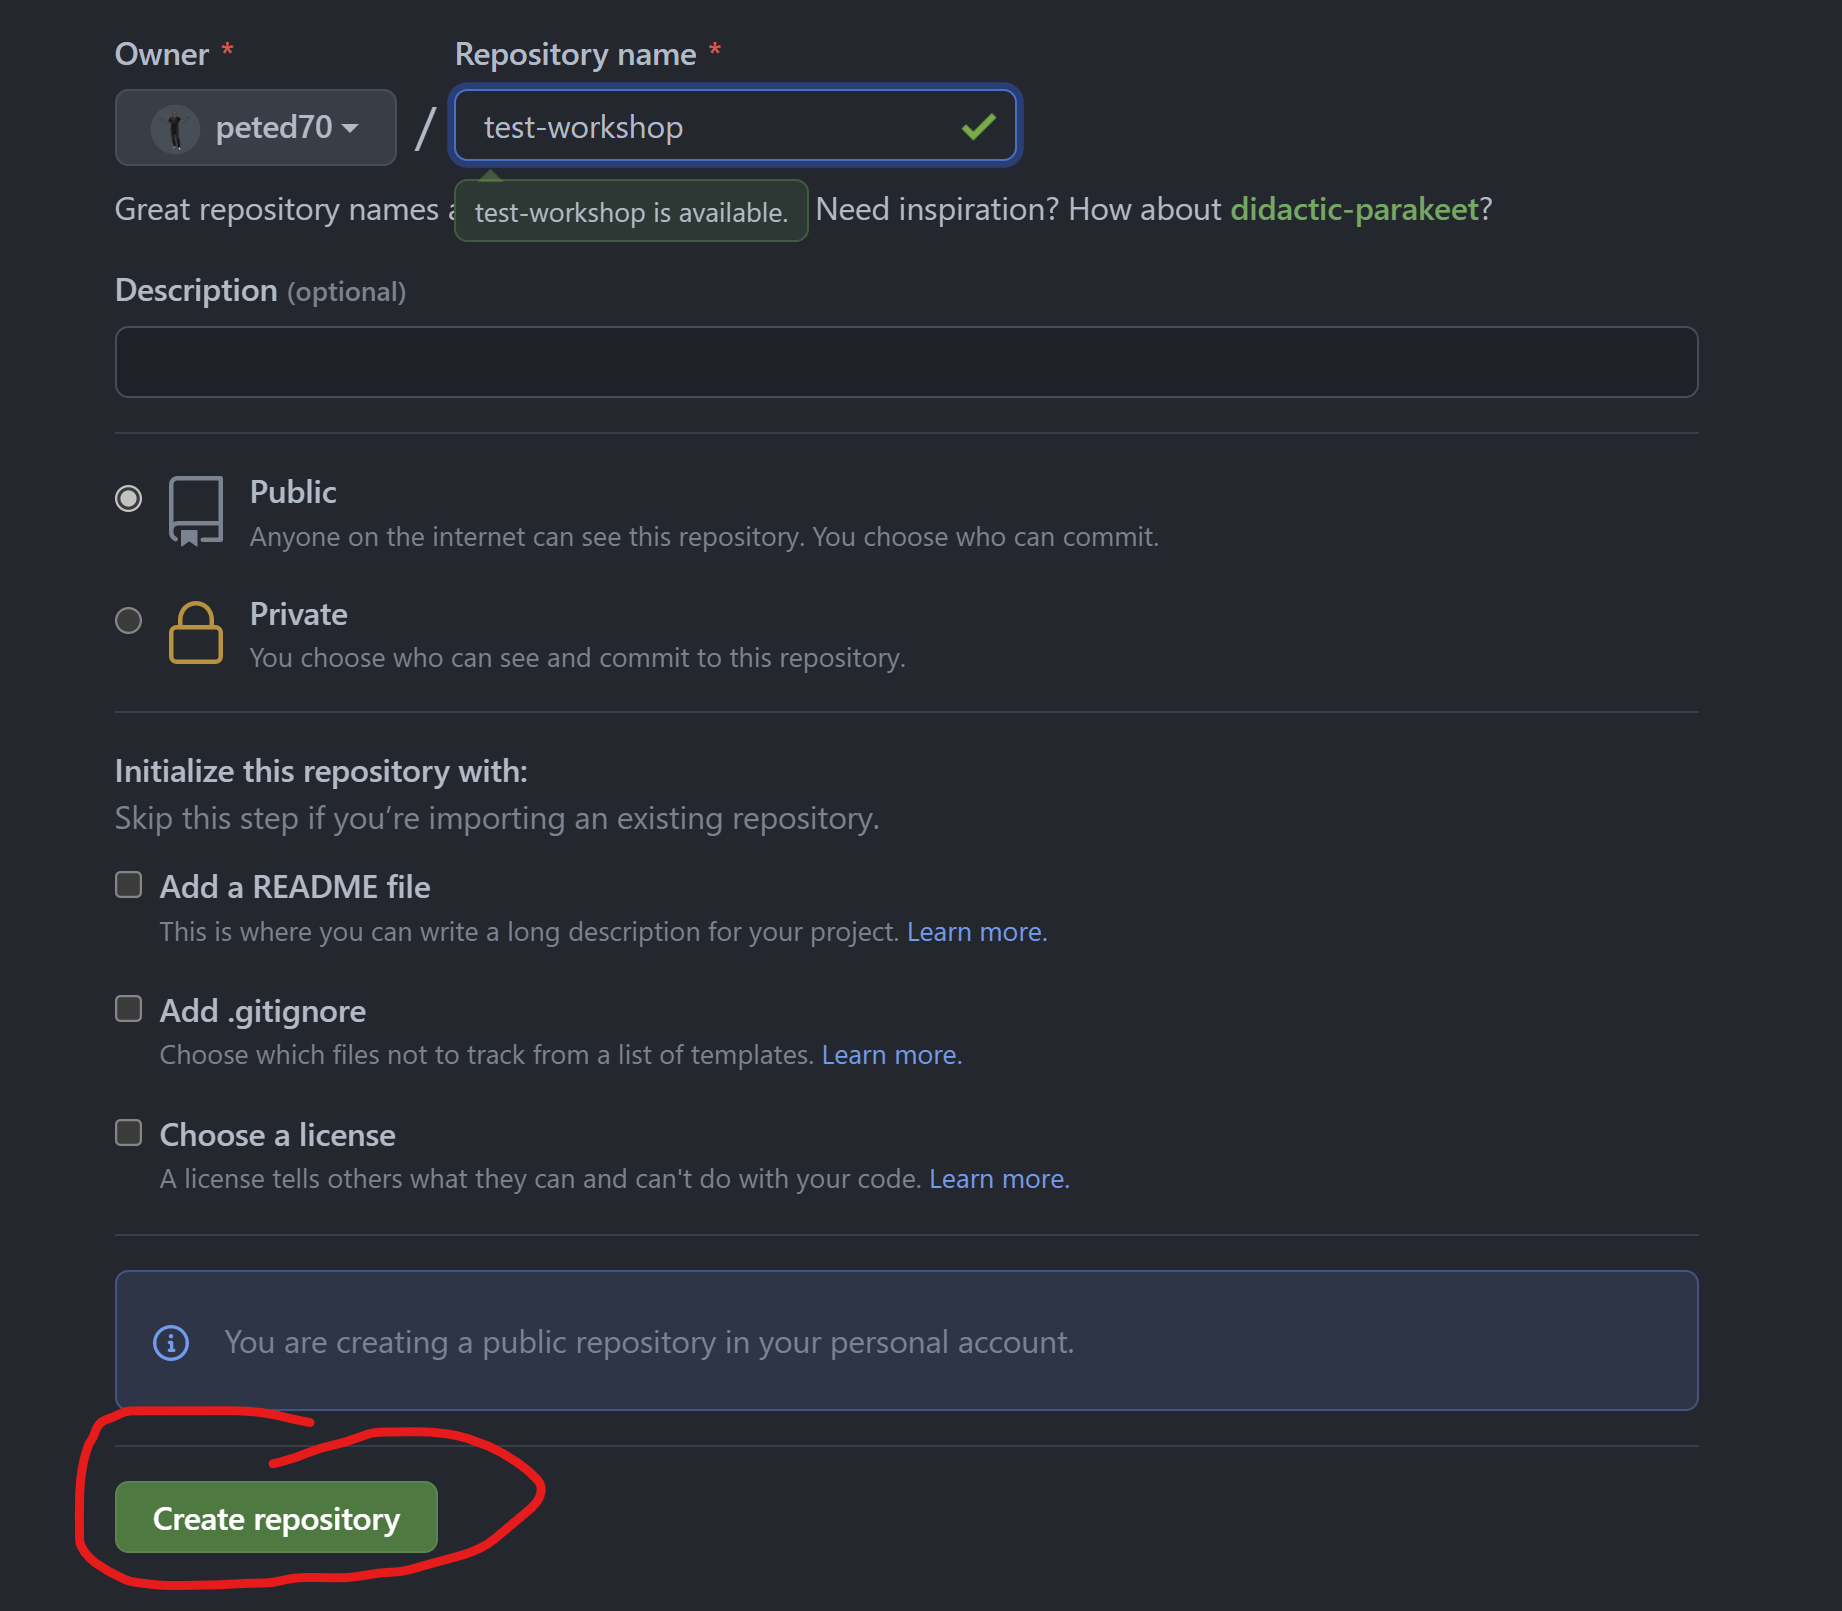 Owner * Repository name *
peted70 / test-workshop
Great repository names test-workshop is available. Need inspiration? How about didactic-parakeet?
Description (optional)
Public
Anyone on the internet can see this repository. You choose who can commit.
Private
You choose who can see and commit to this repository.
Initialize this repository with:
Skip this step if you’re importing an existing repository.
Add a README file
This is where you can write a long description for your project. Learn more.
Add .gitignore
Choose which files not to track from a list of templates. Learn more.
Choose a license
A license tells others what they can and can't do with your code. Learn more.
You are creating a public repository in your personal account.
Create repository